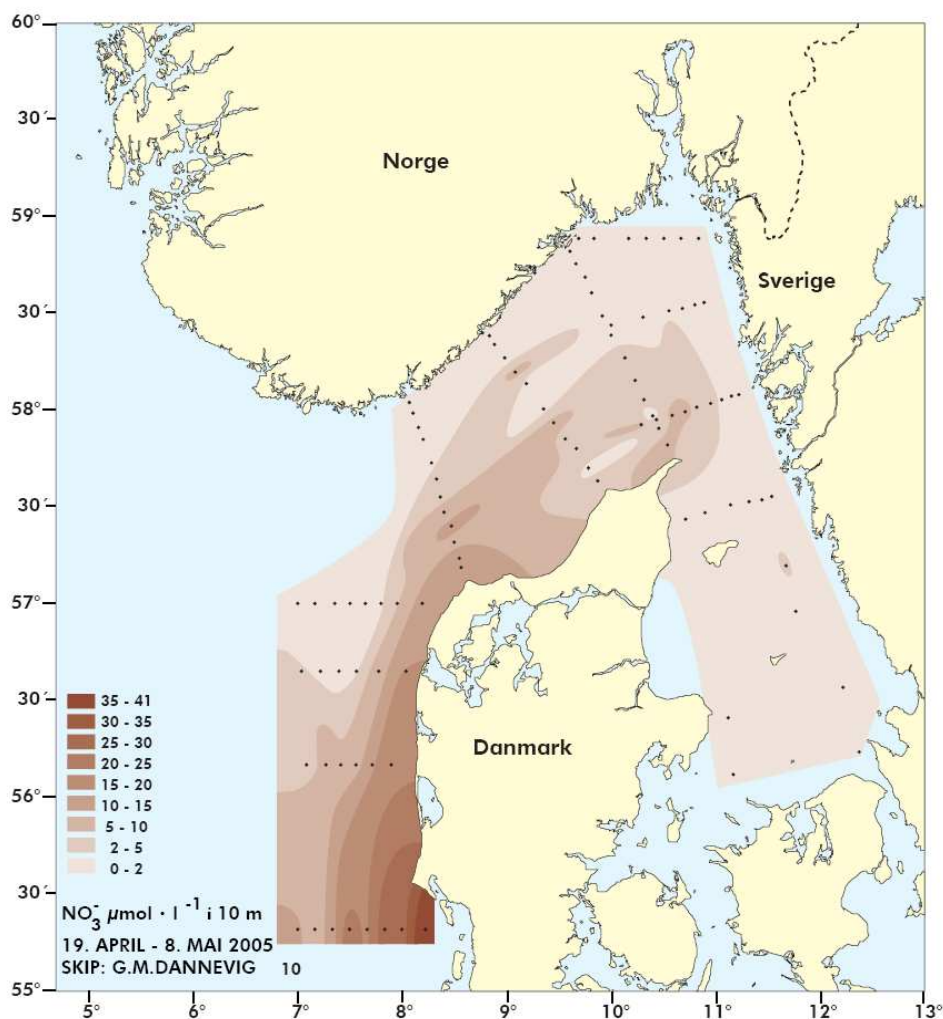 60°
30´
59°
30´
58°
30´
57°
30´
56°
30´
55°
Norge
Sverige
Danmark
35 - 41
30 - 35
25 - 30
20 - 25
15 - 20
10 - 15
5 - 10
2 - 5
0 - 2
NO₃⁻ µmol · l ⁻¹ i 10 m
19. APRIL - 8. MAI 2005
SKIP: G.M.DANNEVIG 10
5° 6° 7° 8° 9° 10° 11° 12° 13°